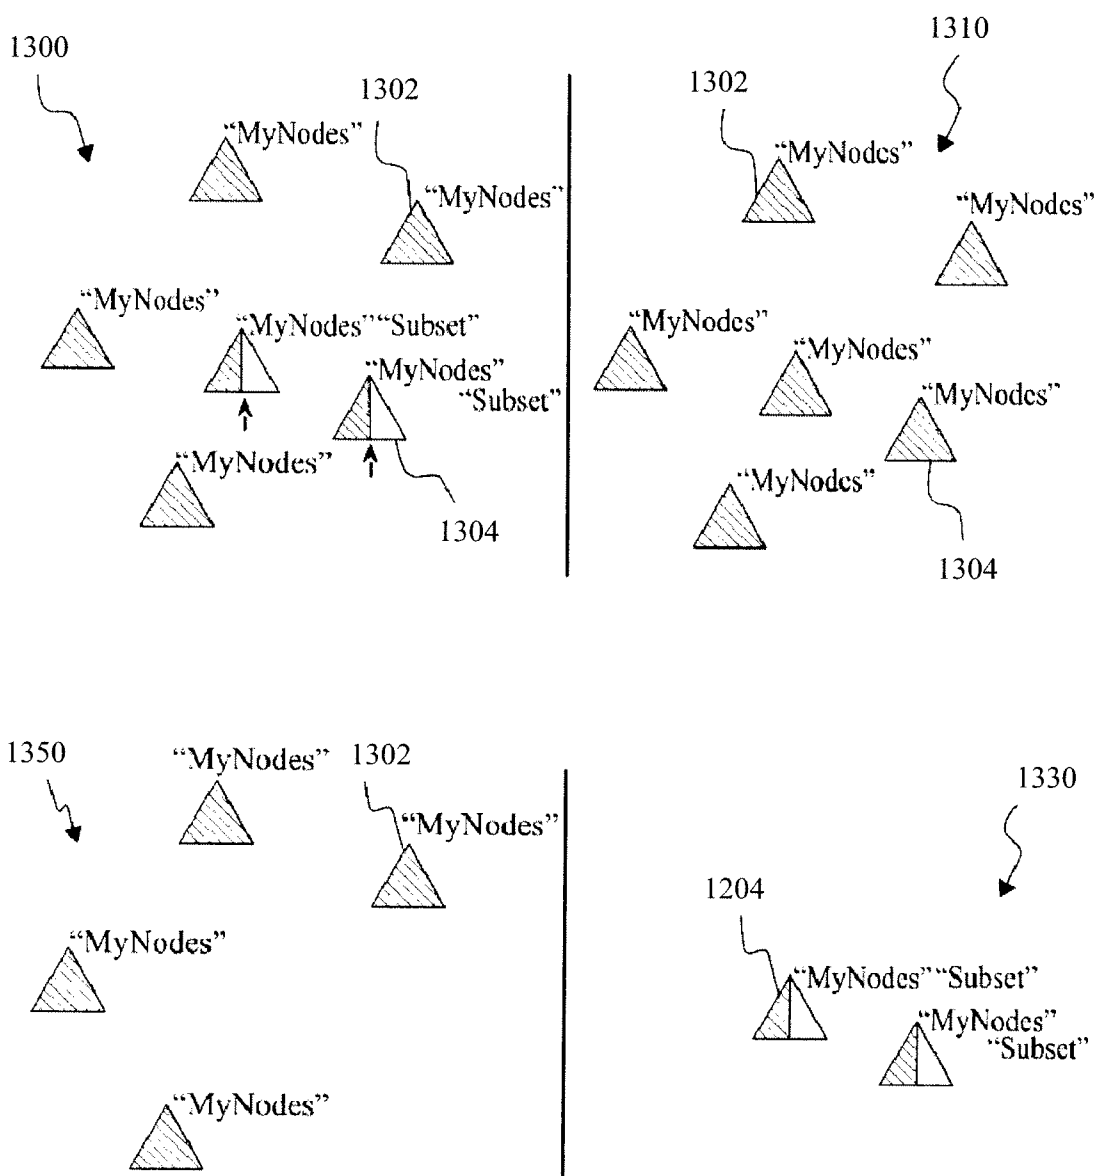 1300
1302
“MyNodes”
“MyNodes”
“MyNodes”
“MyNodes” “Subset”
“MyNodes”
“Subset”
“MyNodes”
1304
1310
1302
“MyNodes”
“MyNodes”
“MyNodes”
“MyNodes”
“MyNodes”
“MyNodes”
1304
1350
“MyNodes”
1302
“MyNodes”
“MyNodes”
“MyNodes”
1330
1204
“MyNodes” “Subset”
“MyNodes”
“Subset”